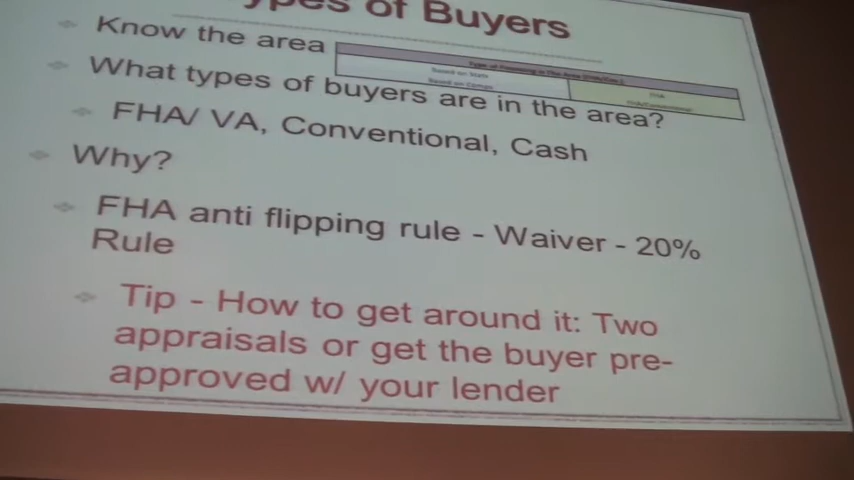 of Buyers
Know the area
What types of buyers are in the area?
FHA/ VA, Conventional, Cash
Why?
FHA anti flipping rule - Waiver - 20%
Rule
Tip - How to get around it: Two
appraisals or get the buyer pre-
approved w/ your lender